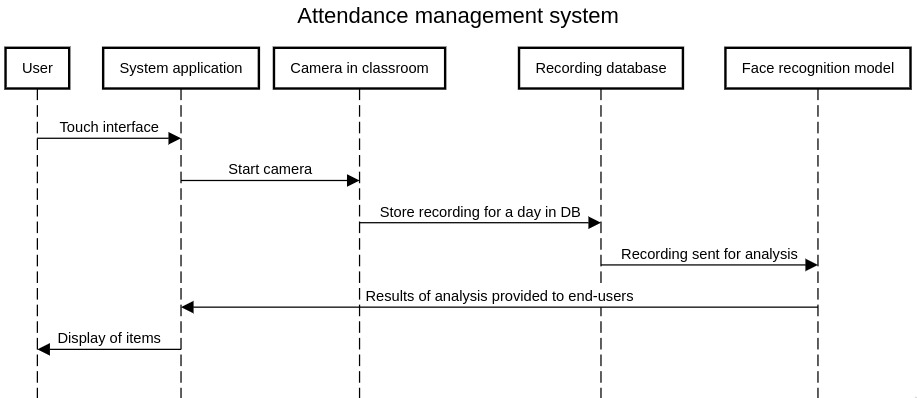 Attendance management system
User
System application
Camera in classroom
Recording database
Face recognition model
Touch interface
Start camera
Store recording for a day in DB
Recording sent for analysis
Results of analysis provided to end-users
Display of items